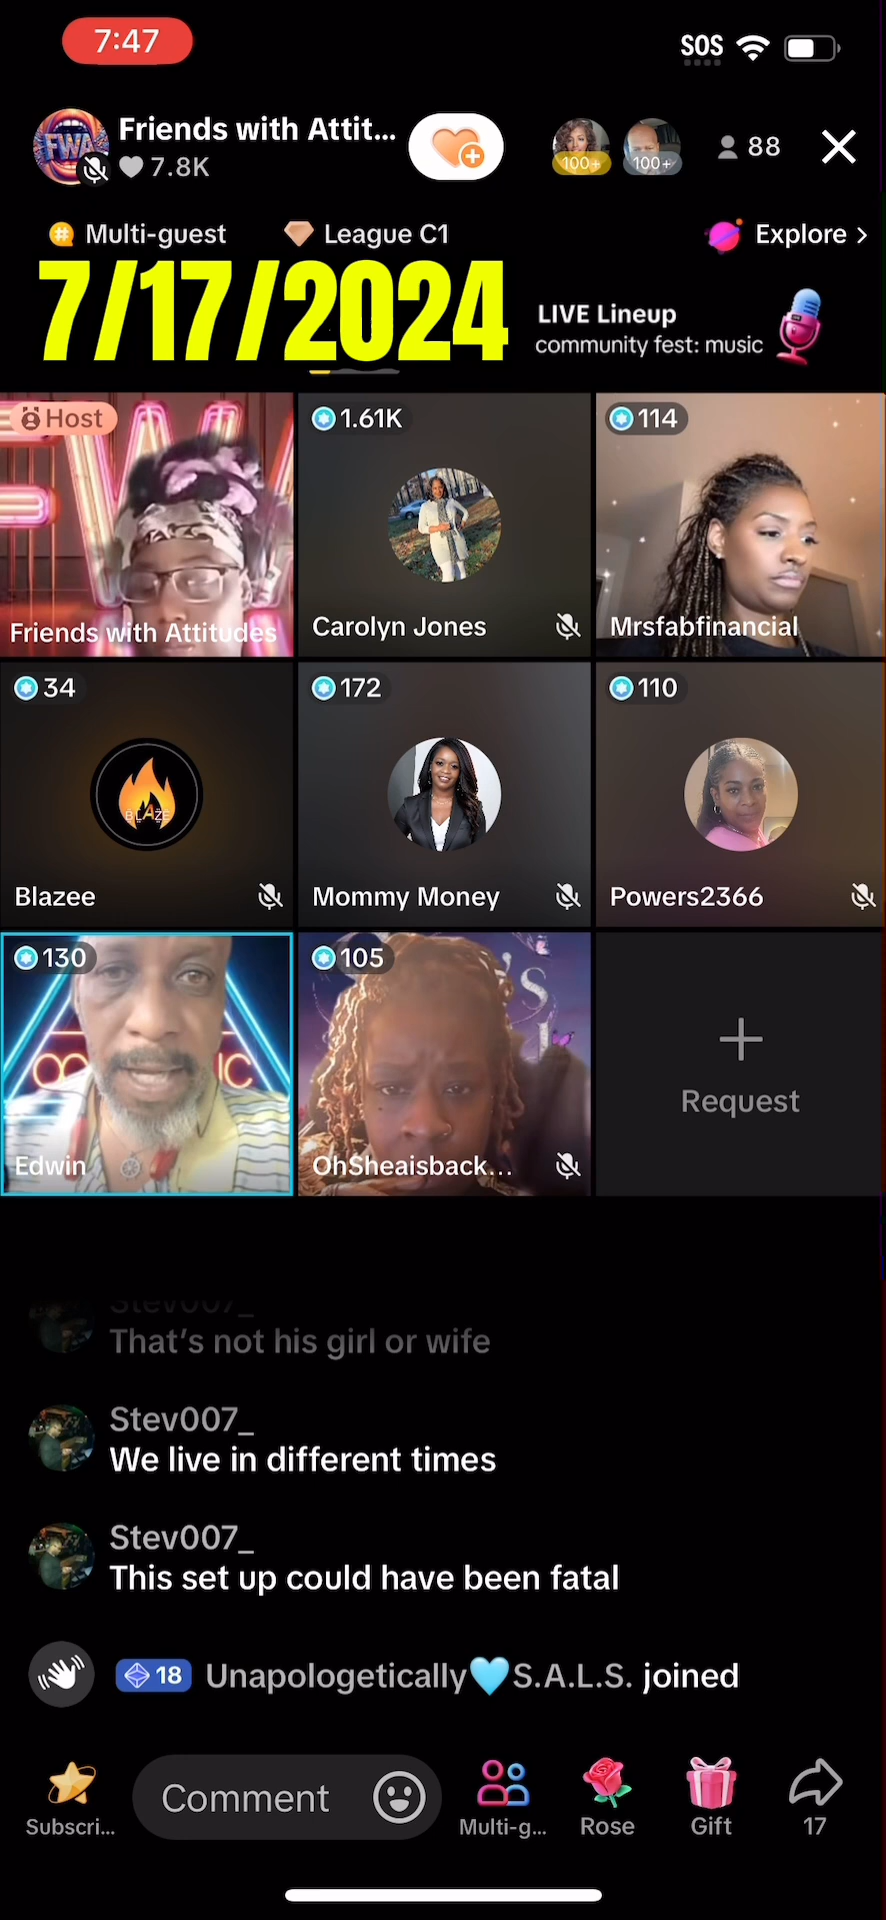 7:47
SOS
Friends with Attit...
FWA
7.8K
100+
100+
88
Multi-guest
League C1
Explore >
7/17/2024
LIVE Lineup
community fest: music
Host
Friends with Attitudes
1.61K
Carolyn Jones
114
Mrsfabfinancial
34
BLAZE
Blazee
172
Mommy Money
110
Powers2366
130
Edwin
105
OhSheaisback...
Request
Stev007_
That's not his girl or wife
Stev007_
We live in different times
Stev007_
This set up could have been fatal
18 Unapologetically🩵S.A.L.S. joined
Subscri...
Comment
Multi-g...
Rose
Gift
17